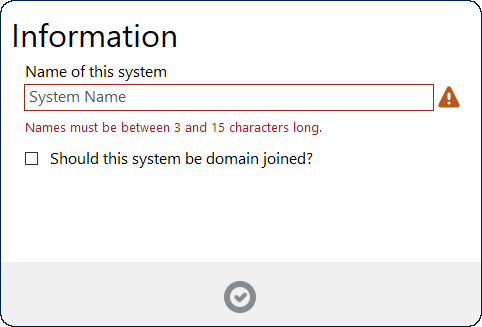 Information
Name of this system
System Name
Names must be between 3 and 15 characters long.
Should this system be domain joined?